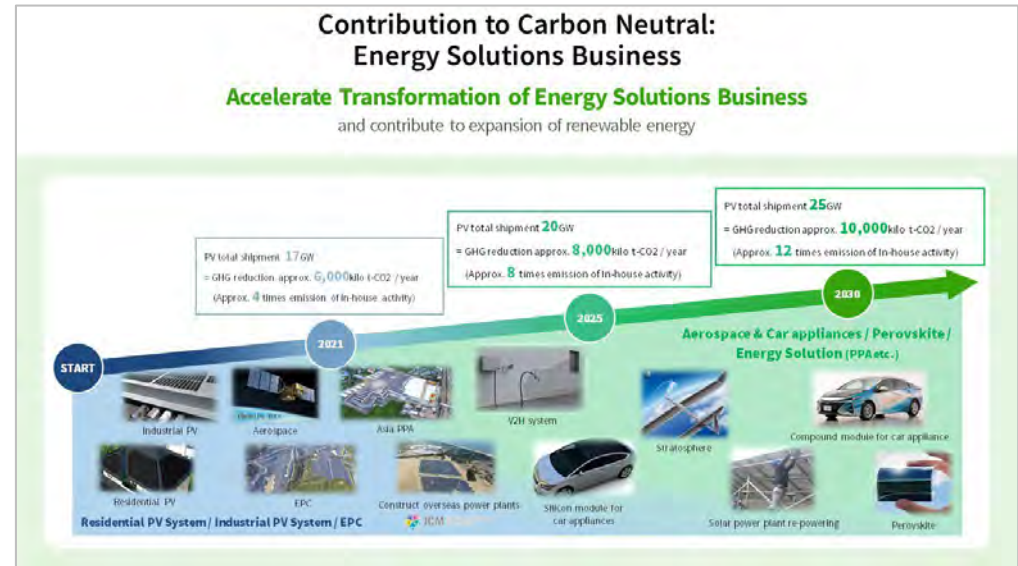 Contribution to Carbon Neutral:
Energy Solutions Business
Accelerate Transformation of Energy Solutions Business
and contribute to expansion of renewable energy
PV total shipment 17GW
= GHG reduction approx. 6,000kilo t-CO2 / year
(Approx. 4 times emission of In-house activity)
PV total shipment 20GW
= GHG reduction approx. 8,000kilo t-CO2 / year
(Approx. 8 times emission of In-house activity)
PV total shipment 25GW
= GHG reduction approx. 10,000kilo t-CO2 / year
(Approx. 12 times emission of In-house activity)
START
2021
2025
2030
Aerospace & Car appliances / Perovskite /
Energy Solution (PPA etc.)
Industrial PV
Aerospace
Asia PPA
V2H system
Stratosphere
Compound module for car appliance
Residential PV
EPC
Construct overseas power plants
JCM
Silicon module for
car appliances
Solar power plant re-powering
Perovskite
Residential PV System / Industrial PV System / EPC